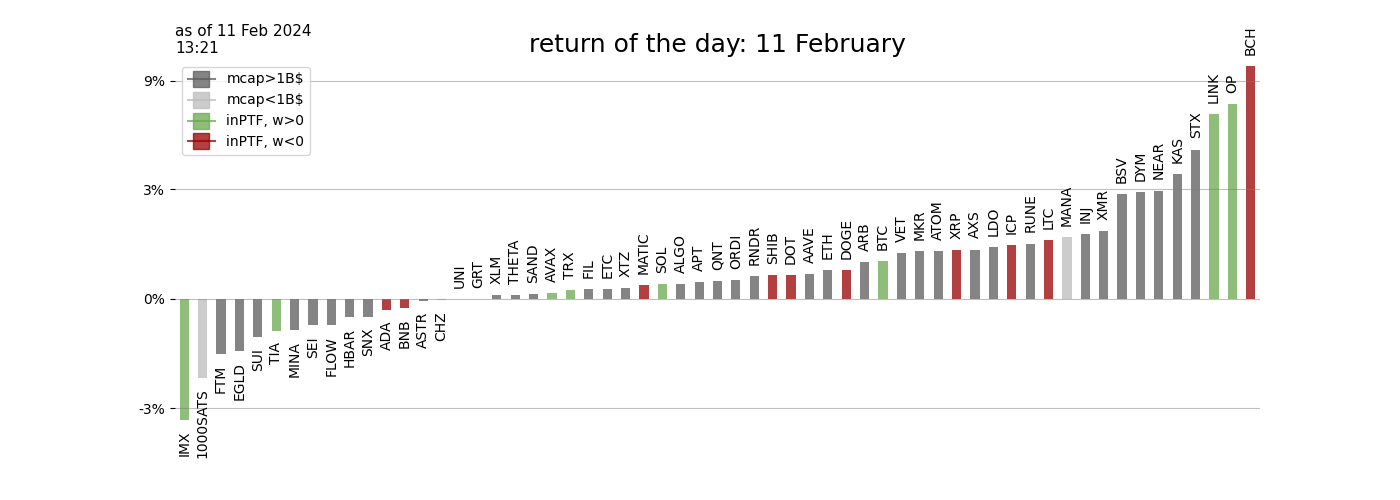 as of 11 Feb 2024
13:21
return of the day: 11 February
mcap>1B$
mcap<1B$
inPTF, w>0
inPTF, w<0
9%
3%
0%
-3%
IMX
1000SATS
FTM
EGLD
SUI
TIA
MINA
SEI
FLOW
HBAR
SNX
ADA
BNB
ASTR
CHZ
UNI
GRT
XLM
THETA
SAND
AVAX
TRX
FIL
ETC
XTZ
MATIC
SOL
ALGO
APT
QNT
ORDI
RNDR
SHIB
DOT
AAVE
ETH
DOGE
ARB
BTC
VET
MKR
ATOM
XRP
AXS
LDO
ICP
RUNE
LTC
MANA
INJ
XMR
BSV
DYM
NEAR
KAS
STX
LINK
OP
BCH